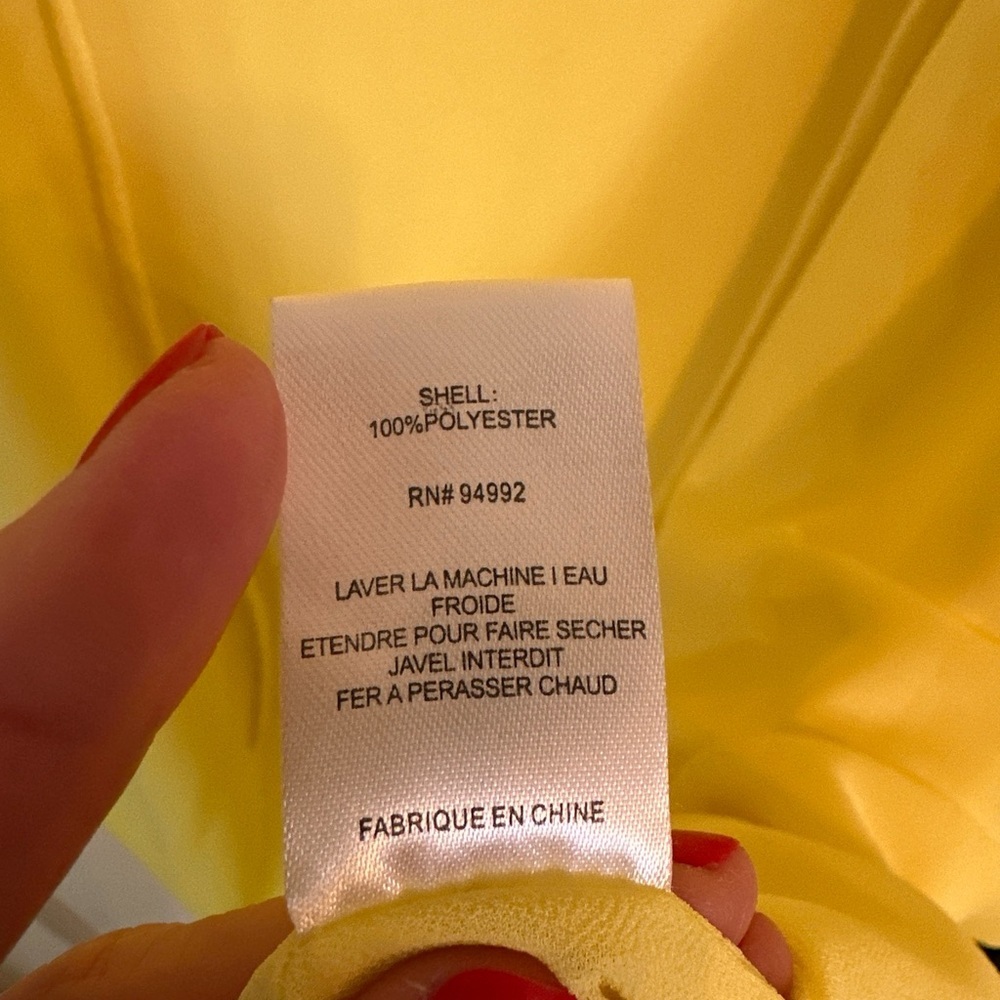 SHELL:
100%POLYESTER
RN# 94992
LAVER LA MACHINE I EAU
FROIDE
ETENDRE POUR FAIRE SECHER
JAVEL INTERDIT
FER A PERASSER CHAUD
FABRIQUE EN CHINE